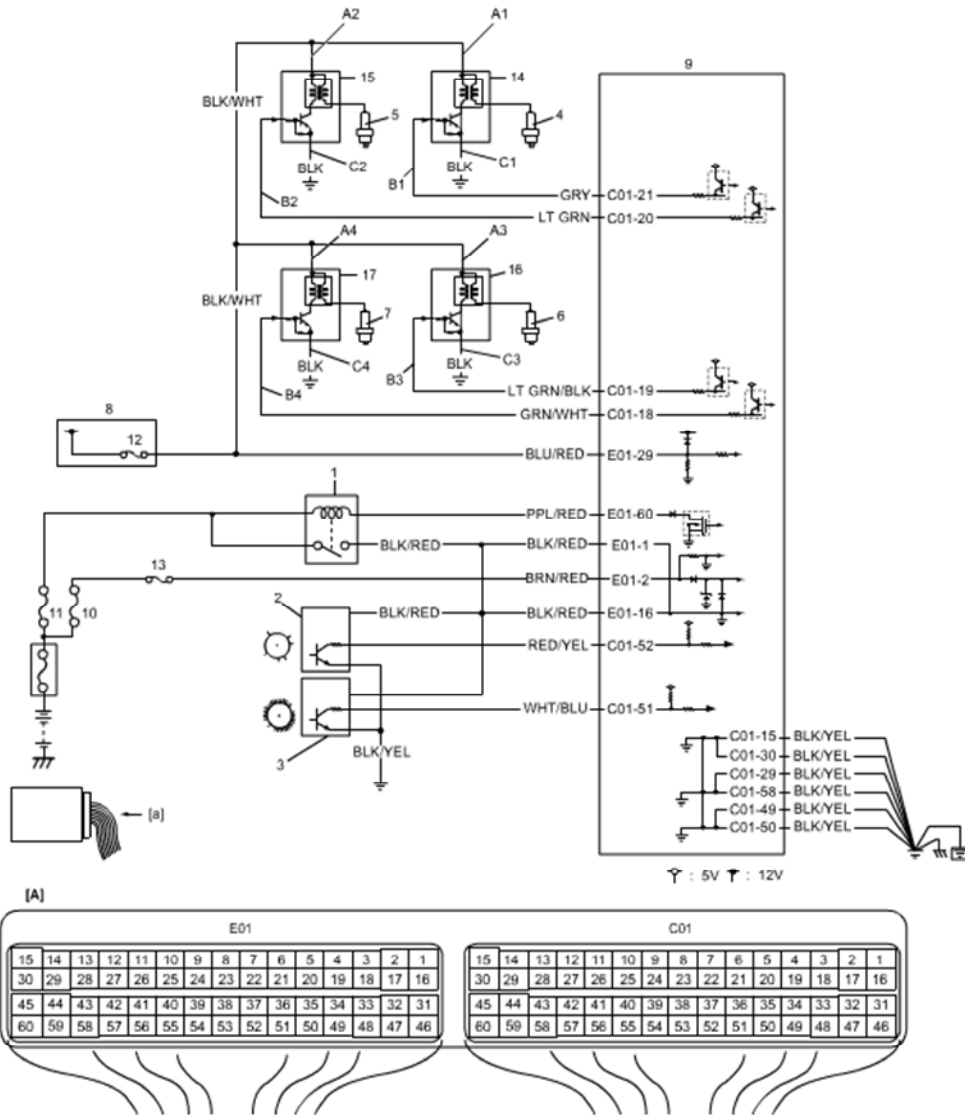 A2 A1
9
15 14
BLK/WHT
5 4
BLK C2 BLK C1
B1
B2
GRY C01-21
LT GRN C01-20
A4 A3
17 16
BLK/WHT
7 6
BLK C4 BLK C3
B3
B4
LT GRN/BLK C01-19
GRN/WHT C01-18
8
12
BLU/RED E01-29
1
PPL/RED E01-60
BLK/RED BLK/RED E01-1
13
BRN/RED E01-2
11 10
2
BLK/RED BLK/RED E01-16
RED/YEL C01-52
WHT/BLU C01-51
3
BLK/YEL
C01-15 BLK/YEL
C01-30 BLK/YEL
C01-29 BLK/YEL
C01-58 BLK/YEL
C01-49 BLK/YEL
C01-50 BLK/YEL
[a]
: 5V : 12V
[A]
E01 C01
15 14 13 12 11 10 9 8 7 6 5 4 3 2 1 15 14 13 12 11 10 9 8 7 6 5 4 3 2 1
30 29 28 27 26 25 24 23 22 21 20 19 18 17 16 30 29 28 27 26 25 24 23 22 21 20 19 18 17 16
45 44 43 42 41 40 39 38 37 36 35 34 33 32 31 45 44 43 42 41 40 39 38 37 36 35 34 33 32 31
60 59 58 57 56 55 54 53 52 51 50 49 48 47 46 60 59 58 57 56 55 54 53 52 51 50 49 48 47 46